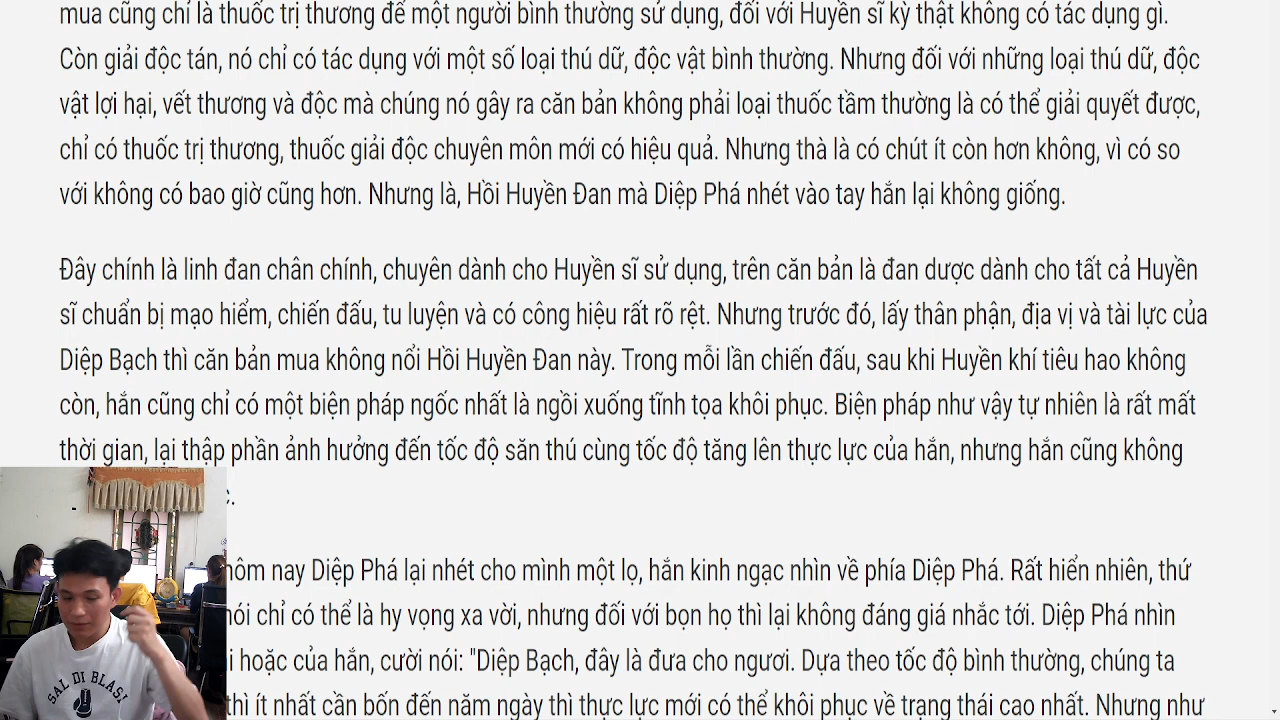 mua cũng chỉ là thuốc trị thương để một người bình thường sử dụng, đối với Huyền sĩ kỳ thật không có tác dụng gì.
Còn giải độc tán, nó chỉ có tác dụng với một số loại thú dữ, độc vật bình thường. Nhưng đối với những loại thú dữ, độc
vật lợi hại, vết thương và độc mà chúng nó gây ra căn bản không phải loại thuốc tầm thường là có thể giải quyết được,
chỉ có thuốc trị thương, thuốc giải độc chuyên môn mới có hiệu quả. Nhưng thà là có chút ít còn hơn không, vì có so
với không có bao giờ cũng hơn. Nhưng là, Hồi Huyền Đan mà Diệp Phá nhét vào tay hắn lại không giống.
Đây chính là linh đan chân chính, chuyên dành cho Huyền sĩ sử dụng, trên căn bản là đan dược dành cho tất cả Huyền
sĩ chuẩn bị mạo hiểm, chiến đấu, tu luyện và có công hiệu rất rõ rệt. Nhưng trước đó, lấy thân phận, địa vị và tài lực của
Diệp Bạch thì căn bản mua không nổi Hồi Huyền Đan này. Trong mỗi lần chiến đấu, sau khi Huyền khí tiêu hao không
còn, hắn cũng chỉ có một biện pháp ngốc nhất là ngồi xuống tĩnh tọa khôi phục. Biện pháp như vậy tự nhiên là rất mất
thời gian, lại thập phần ảnh hưởng đến tốc độ săn thú cùng tốc độ tăng lên thực lực của hắn, nhưng hắn cũng không
c.
hôm nay Diệp Phá lại nhét cho mình một lọ, hắn kinh ngạc nhìn về phía Diệp Phá. Rất hiển nhiên, thứ
nói chỉ có thể là hy vọng xa vời, nhưng đối với bọn họ thì lại không đáng giá nhắc tới. Diệp Phá nhìn
i hoặc của hắn, cười nói: "Diệp Bạch, đây là đưa cho ngươi. Dựa theo tốc độ bình thường, chúng ta
thì ít nhất cần bốn đến năm ngày thì thực lực mới có thể khôi phục về trạng thái cao nhất. Nhưng như
SAL DI BLASI